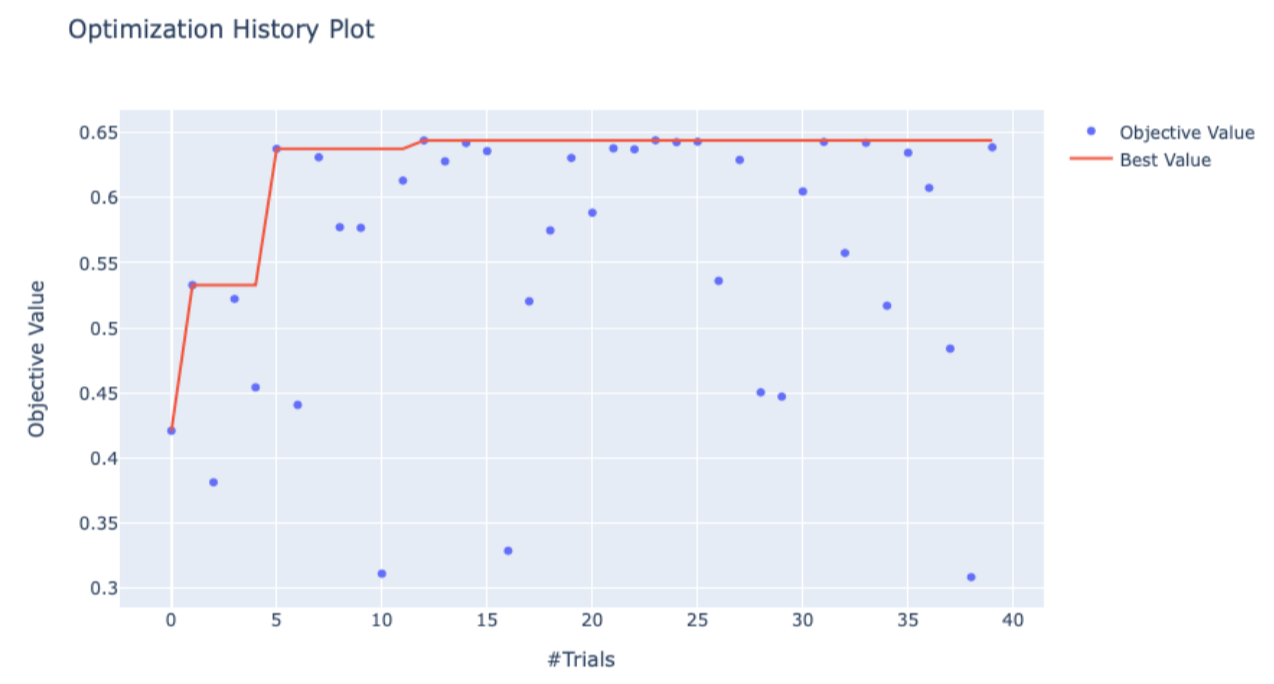 Optimization History Plot
Objective Value
Best Value
0.65
0.6
0.55
0.5
0.45
0.4
0.35
0.3
Objective Value
0 5 10 15 20 25 30 35 40
#Trials